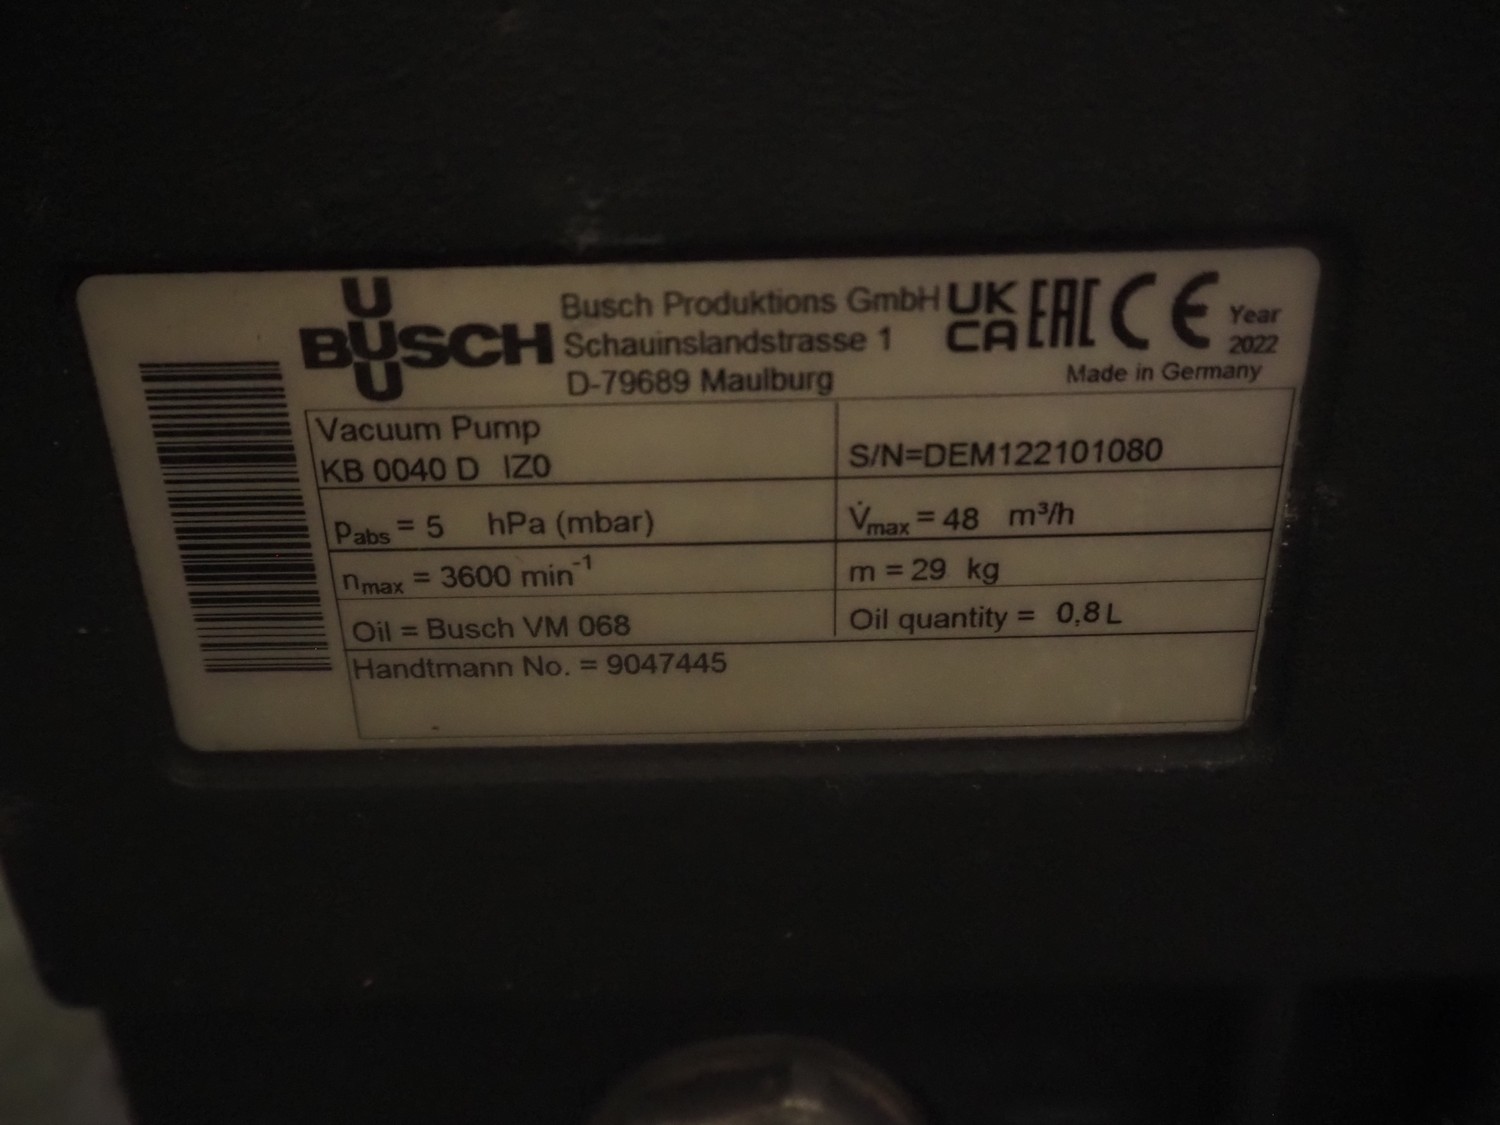 BUSCH
U
U
Busch Produktions GmbH
Schauinslandstrasse 1
D-79689 Maulburg
UK
CA
EAC
CE
Year
2022
Made in Germany
Vacuum Pump
KB 0040 D IZ0
S/N=DEM122101080
Pabs = 5 hPa (mbar)
V̇max = 48 m³/h
nmax = 3600 min⁻¹
m = 29 kg
Oil = Busch VM 068
Oil quantity = 0,8 L
Handtmann No. = 9047445